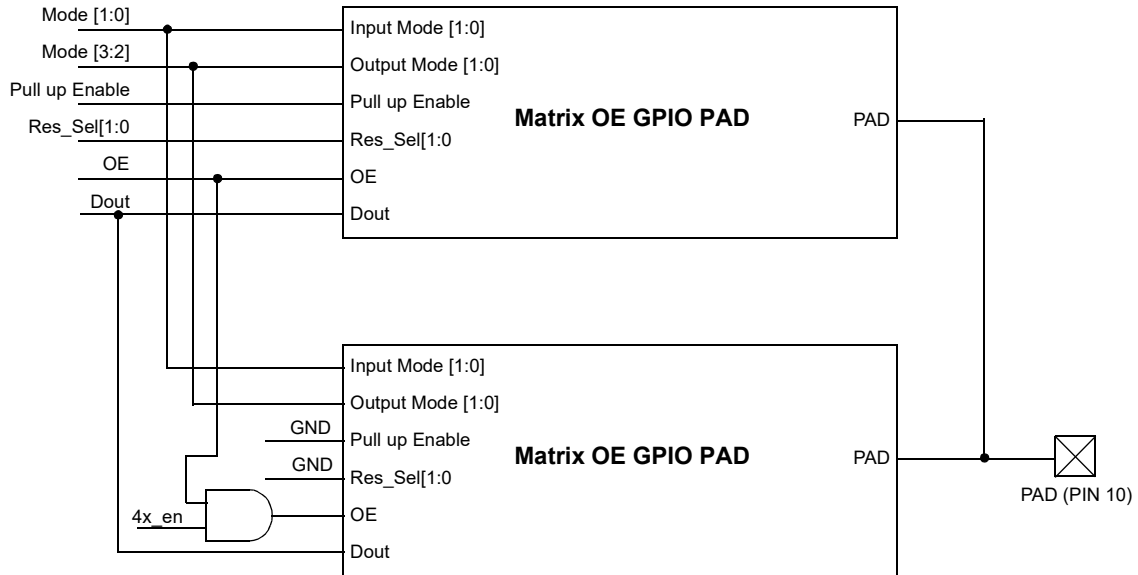 Mode [1:0]
Input Mode [1:0]
Mode [3:2]
Output Mode [1:0]
Pull up Enable
Pull up Enable
Matrix OE GPIO PAD
PAD
Res_Sel[1:0
Res_Sel[1:0
OE
OE
Dout
Dout
Input Mode [1:0]
Output Mode [1:0]
GND
Pull up Enable
Matrix OE GPIO PAD
PAD
GND
Res_Sel[1:0
PAD (PIN 10)
4x_en
OE
Dout